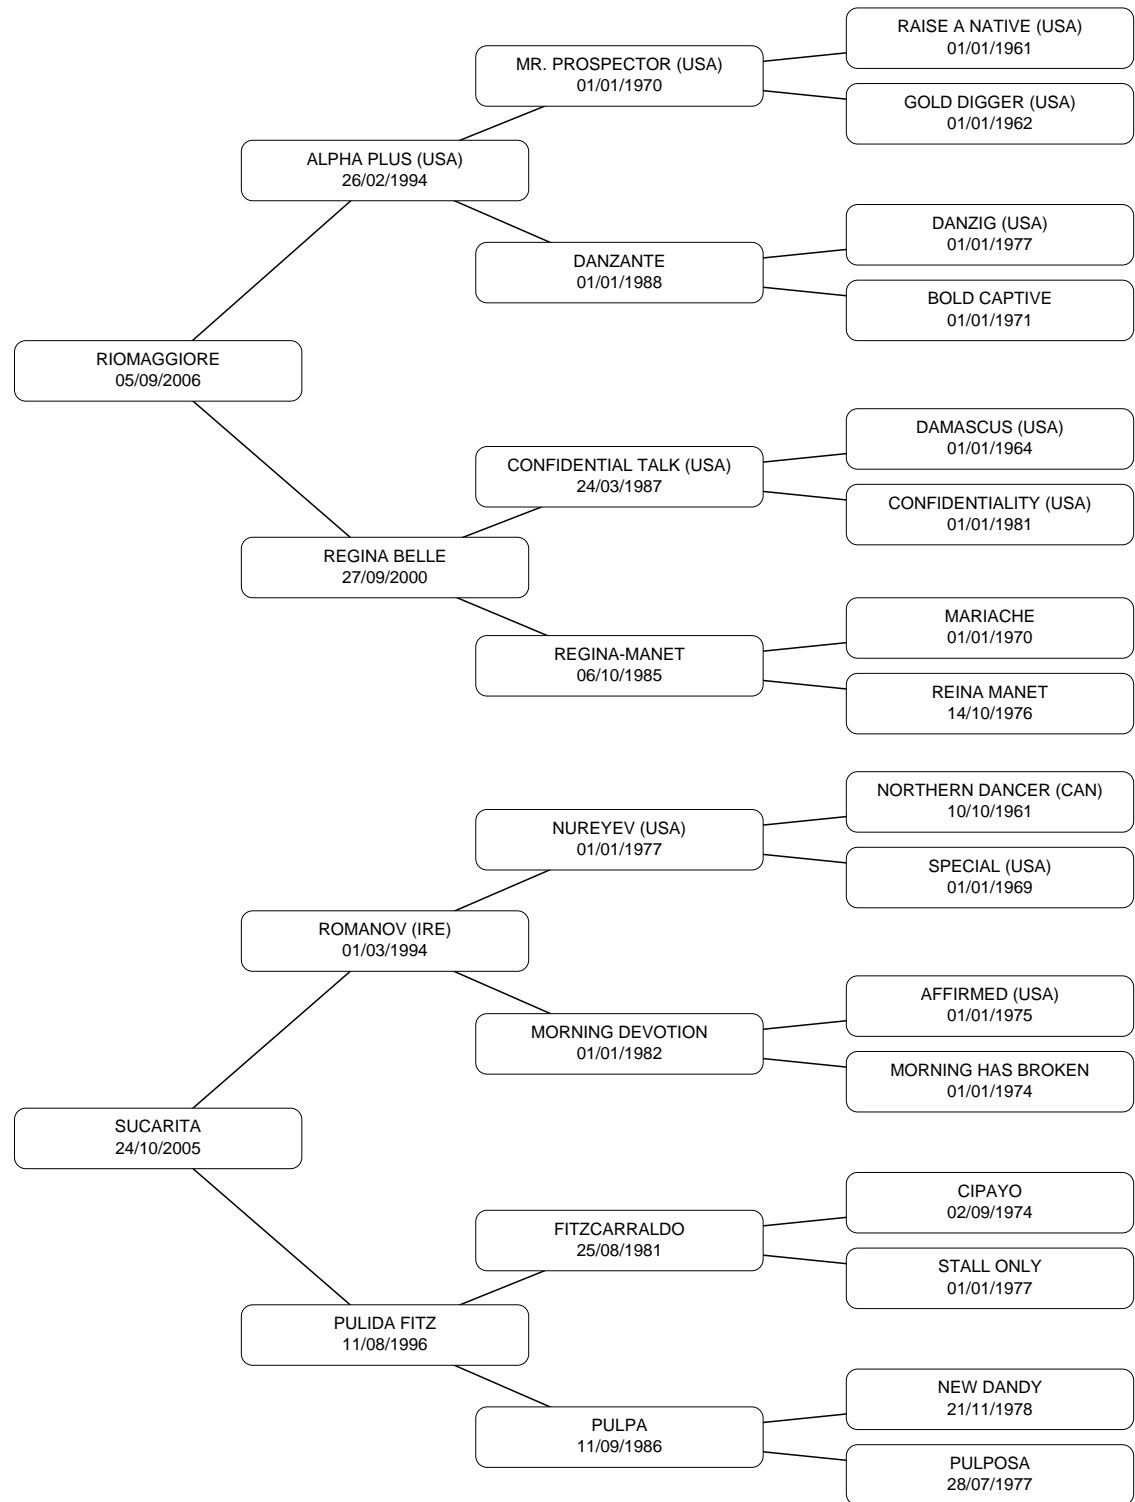 RAISE A NATIVE (USA)
01/01/1961
MR. PROSPECTOR (USA)
01/01/1970
GOLD DIGGER (USA)
01/01/1962
ALPHA PLUS (USA)
26/02/1994
DANZIG (USA)
01/01/1977
DANZANTE
01/01/1988
BOLD CAPTIVE
01/01/1971
RIOMAGGIORE
05/09/2006
DAMASCUS (USA)
01/01/1964
CONFIDENTIAL TALK (USA)
24/03/1987
CONFIDENTIALITY (USA)
01/01/1981
REGINA BELLE
27/09/2000
MARIACHE
01/01/1970
REGINA-MANET
06/10/1985
REINA MANET
14/10/1976
NORTHERN DANCER (CAN)
10/10/1961
NUREYEV (USA)
01/01/1977
SPECIAL (USA)
01/01/1969
ROMANOV (IRE)
01/03/1994
AFFIRMED (USA)
01/01/1975
MORNING DEVOTION
01/01/1982
MORNING HAS BROKEN
01/01/1974
SUCARITA
24/10/2005
CIPAYO
02/09/1974
FITZCARRALDO
25/08/1981
STALL ONLY
01/01/1977
PULIDA FITZ
11/08/1996
NEW DANDY
21/11/1978
PULPA
11/09/1986
PULPOSA
28/07/1977